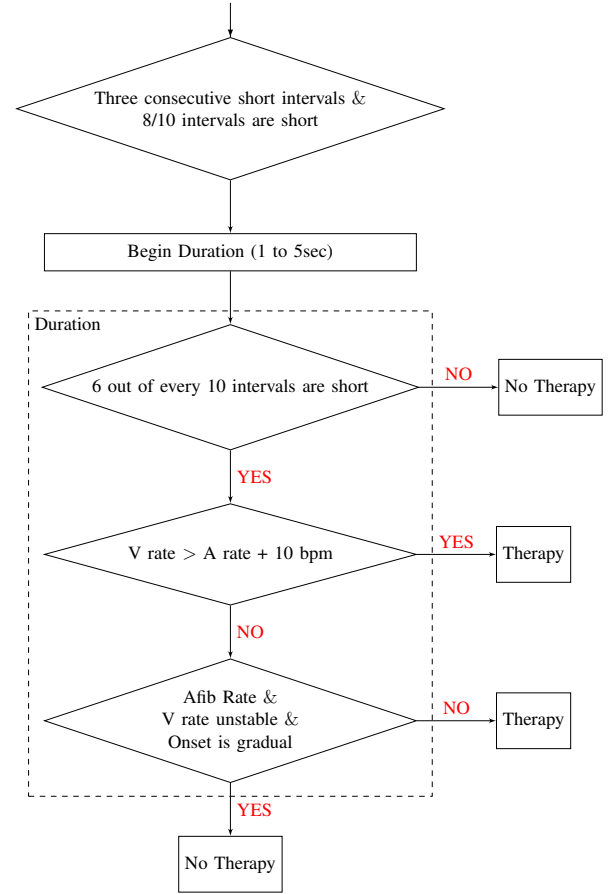 Three consecutive short intervals &
8/10 intervals are short
Begin Duration (1 to 5sec)
Duration
6 out of every 10 intervals are short
NO
No Therapy
YES
V rate > A rate + 10 bpm
YES
Therapy
NO
Afib Rate &
V rate unstable &
Onset is gradual
NO
Therapy
YES
No Therapy